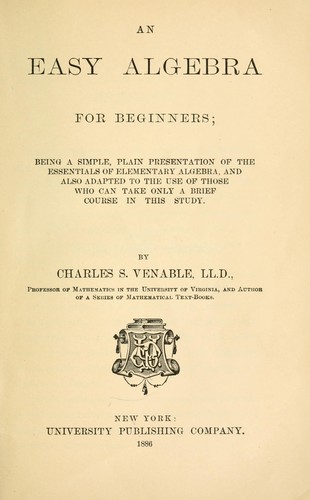 AN
EASY ALGEBRA
FOR BEGINNERS;
BEING A SIMPLE, PLAIN PRESENTATION OF THE
ESSENTIALS OF ELEMENTARY ALGEBRA, AND
ALSO ADAPTED TO THE USE OF THOSE
WHO CAN TAKE ONLY A BRIEF
COURSE IN THIS STUDY.
BY
CHARLES S. VENABLE, LL.D.,
PROFESSOR OF MATHEMATICS IN THE UNIVERSITY OF VIRGINIA, AND AUTHOR
OF A SERIES OF MATHEMATICAL TEXT-BOOKS.
NEW YORK:
UNIVERSITY PUBLISHING COMPANY.
1886